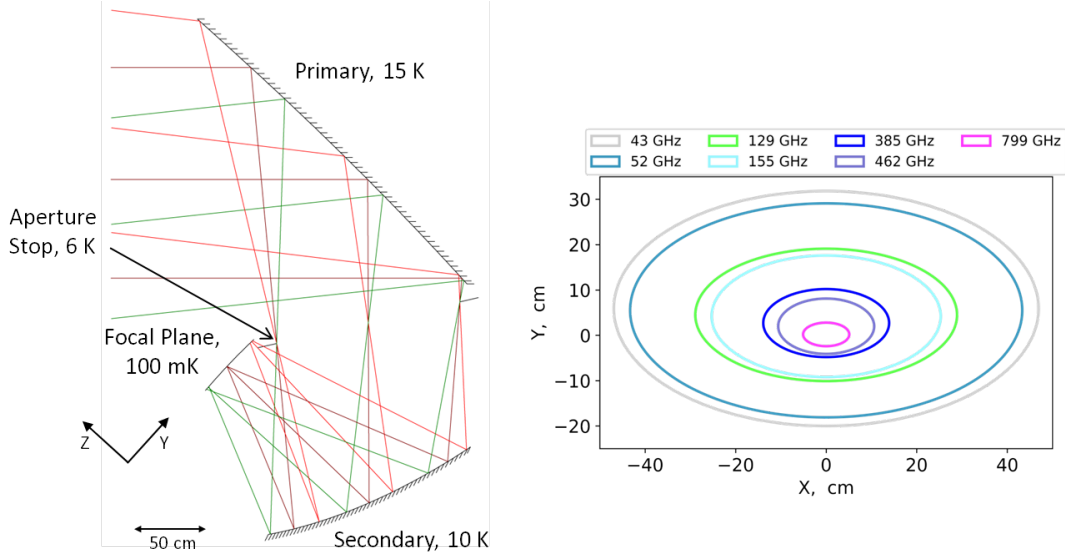 Primary, 15 K
Aperture
Stop, 6 K
Focal Plane,
100 mK
Z
Y
50 cm
Secondary, 10 K
43 GHz
129 GHz
385 GHz
799 GHz
52 GHz
155 GHz
462 GHz
30
20
10
0
−10
−20
Y, cm
−40
−20
0
20
40
X, cm